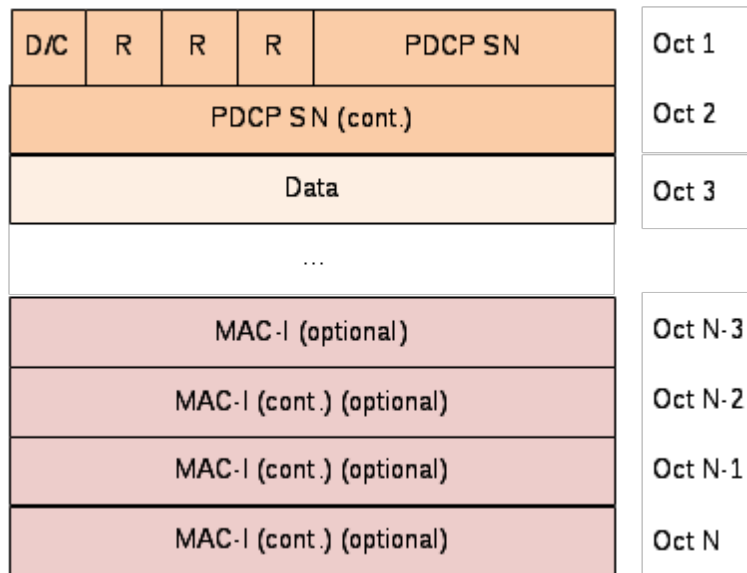 D/C R R R PDCP SN Oct 1
PDCP SN (cont.) Oct 2
Data Oct 3
...
MAC-I (optional) Oct N-3
MAC-I (cont.) (optional) Oct N-2
MAC-I (cont.) (optional) Oct N-1
MAC-I (cont.) (optional) Oct N